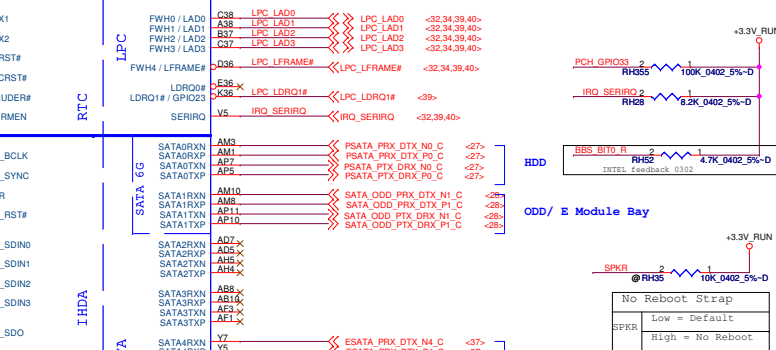 X1 FWH0 / LAD0 C38 LPC_LAD0 LPC_LAD0 <32,34,39,40>
FWH1 / LAD1 A38 LPC_LAD1 LPC_LAD1 <32,34,39,40>
X2 FWH2 / LAD2 B37 LPC_LAD2 LPC_LAD2 <32,34,39,40>
FWH3 / LAD3 C37 LPC_LAD3 LPC_LAD3 <32,34,39,40>
LPC
+3.3V_RUN
RST#
FWH4 / LFRAME# D36 LPC_LFRAME# LPC_LFRAME# <32,34,39,40>
PCH_GPIO33 2 1
RH355 100K_0402_5%~D
CRST#
LDRQ0# E36
UDER# LDRQ1# / GPIO23 K36 LPC_LDRQ1# LPC_LDRQ1# <39>
IRQ_SERIRQ 2 1
RH28 8.2K_0402_5%~D
RTC
RMEN SERIRQ V5 IRQ_SERIRQ IRQ_SERIRQ <32,39,40>
SATA0RXN AM3 PSATA_PRX_DTX_N0_C <27>
_BCLK SATA0RXP AM1 PSATA_PRX_DTX_P0_C <27>
SATA0TXN AP7 PSATA_PTX_DRX_N0_C <27>
_SYNC SATA0TXP AP5 PSATA_PTX_DRX_P0_C <27>
HDD
BBS_BIT0_R 2 1
RH52 4.7K_0402_5%~D
INTEL feedback 0302
SATA 6G
R SATA1RXN AM10 SATA_ODD_PRX_DTX_N1_C <28>
SATA1RXP AM8 SATA_ODD_PRX_DTX_P1_C <28>
_RST# SATA1TXN AP11 SATA_ODD_PTX_DRX_N1_C <28>
SATA1TXP AP10 SATA_ODD_PTX_DRX_P1_C <28>
ODD/ E Module Bay
_SDIN0 SATA2RXN AD7
SATA2RXP AD5
_SDIN1 SATA2TXN AH5
SATA2TXP AH4
+3.3V_RUN
SPKR 2 1
@RH35 10K_0402_5%~D
_SDIN2
SATA3RXN AB8
_SDIN3 SATA3RXP AB10
SATA3TXN AF3
SATA3TXP AF1
IHDA
_SDO
No Reboot Strap
SPKR Low = Default
High = No Reboot
SATA4RXN Y7 ESATA_PRX_DTX_N4_C <37>